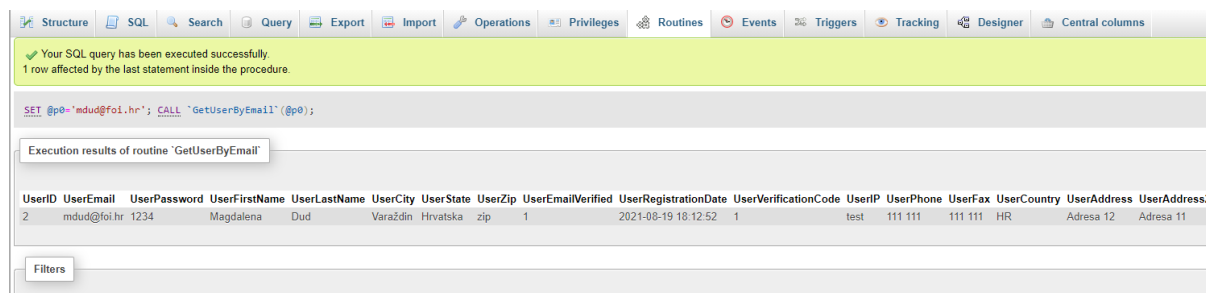 Structure SQL Search Query Export Import Operations Privileges Routines Events Triggers Tracking Designer Central columns
Your SQL query has been executed successfully.
1 row affected by the last statement inside the procedure.
SET @p0='mdud@foi.hr'; CALL `GetUserByEmail`(@p0);
Execution results of routine `GetUserByEmail`
UserID UserEmail UserPassword UserFirstName UserLastName UserCity UserState UserZip UserEmailVerified UserRegistrationDate UserVerificationCode UserIP UserPhone UserFax UserCountry UserAddress UserAddress2
2 mdud@foi.hr 1234 Magdalena Dud Varaždin Hrvatska zip 1 2021-08-19 18:12:52 1 test 111 111 111 111 HR Adresa 12 Adresa 11
Filters